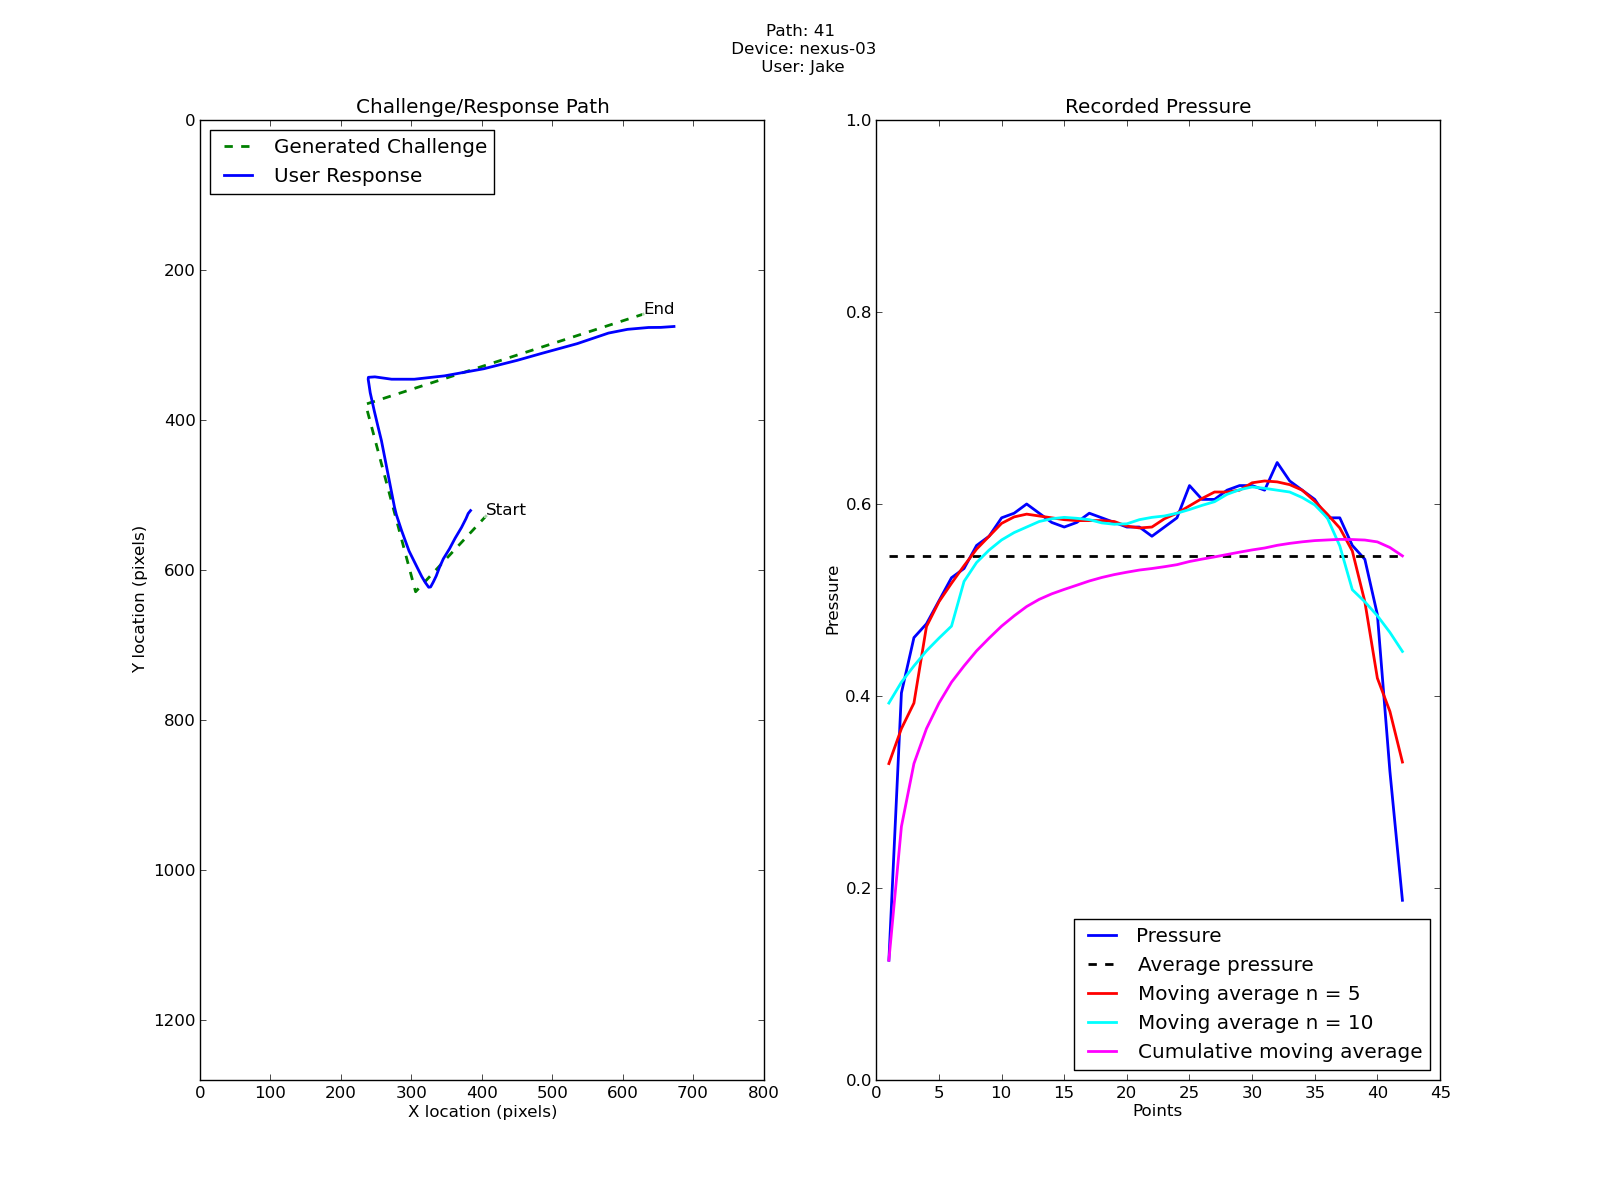 Path: 41
Device: nexus-03
User: Jake
Challenge/Response Path
Generated Challenge
User Response
End
Start
0
200
400
600
800
1000
1200
Y location (pixels)
0 100 200 300 400 500 600 700 800
X location (pixels)
Recorded Pressure
1.0
0.8
0.6
0.4
0.2
0.0
Pressure
Pressure
Average pressure
Moving average n = 5
Moving average n = 10
Cumulative moving average
0 5 10 15 20 25 30 35 40 45
Points